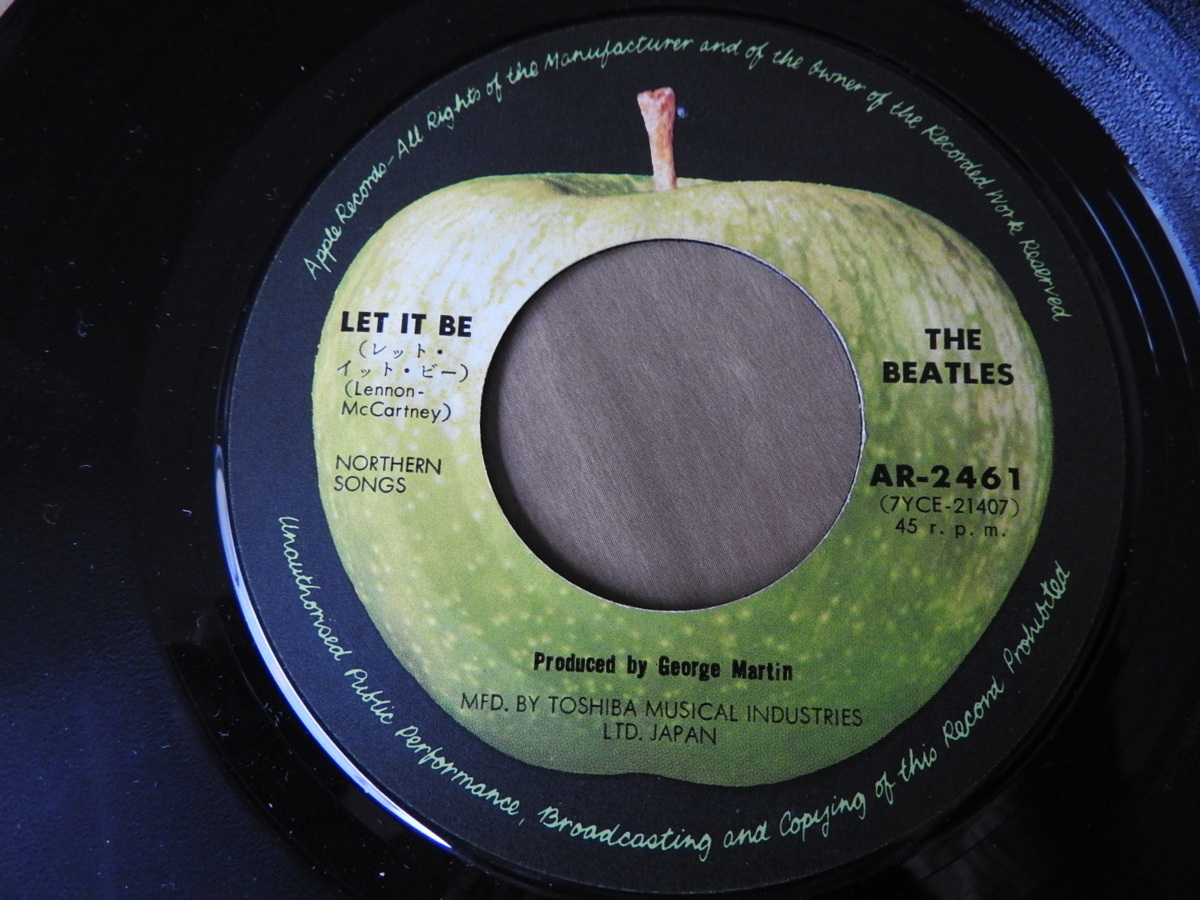 Apple Records-All Rights of the Manufacturer and of the Owner of the Recorded Work Reserved
LET IT BE
(レット・
イット・ビー)
(Lennon-
McCartney)
NORTHERN
SONGS
THE
BEATLES
AR-2461
(7YCE-21407)
45 r. p. m.
Produced by George Martin
MFD. BY TOSHIBA MUSICAL INDUSTRIES
LTD. JAPAN
Unauthorised Public Performance, Broadcasting and Copying of this Record Prohibited